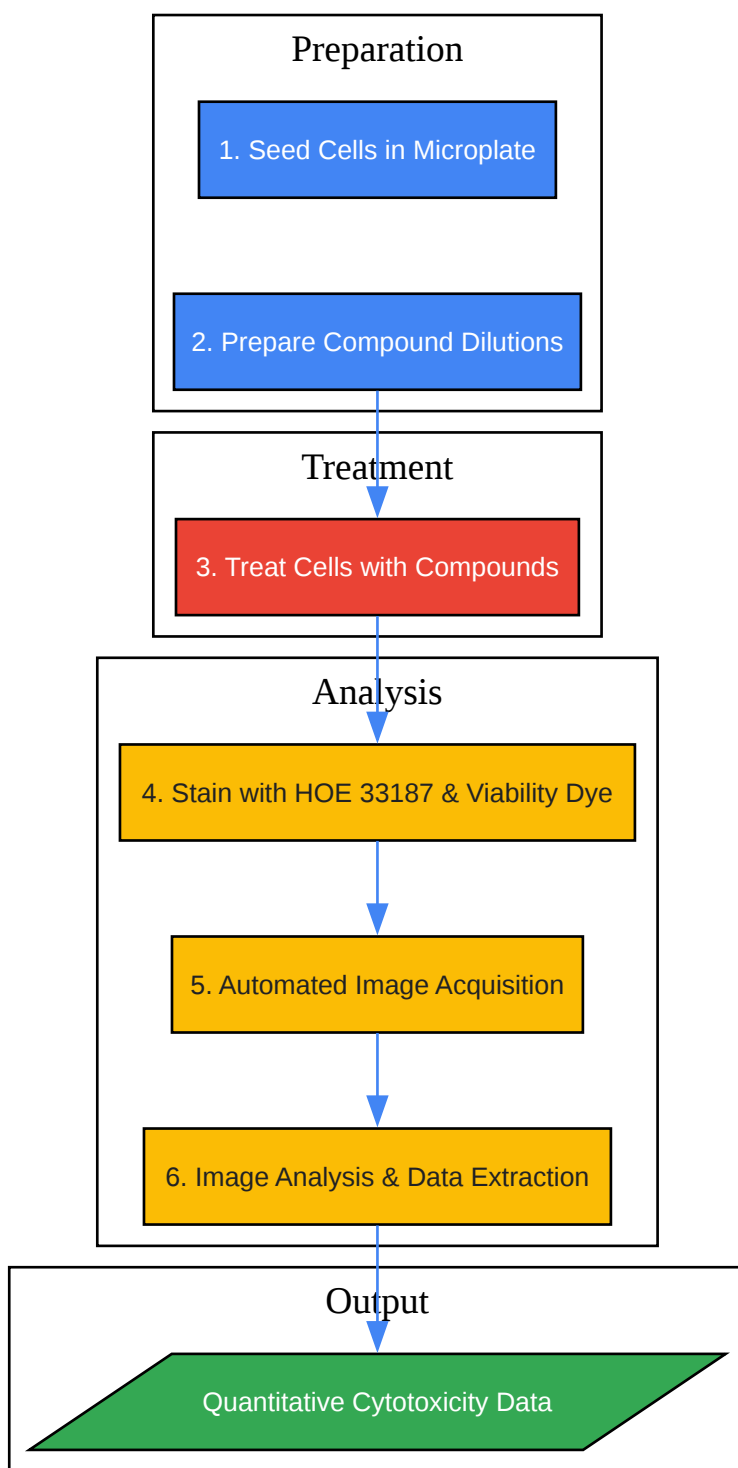 Preparation
1. Seed Cells in Microplate
2. Prepare Compound Dilutions
Treatment
3. Treat Cells with Compounds
Analysis
4. Stain with HOE 33187 & Viability Dye
5. Automated Image Acquisition
6. Image Analysis & Data Extraction
Output
Quantitative Cytotoxicity Data